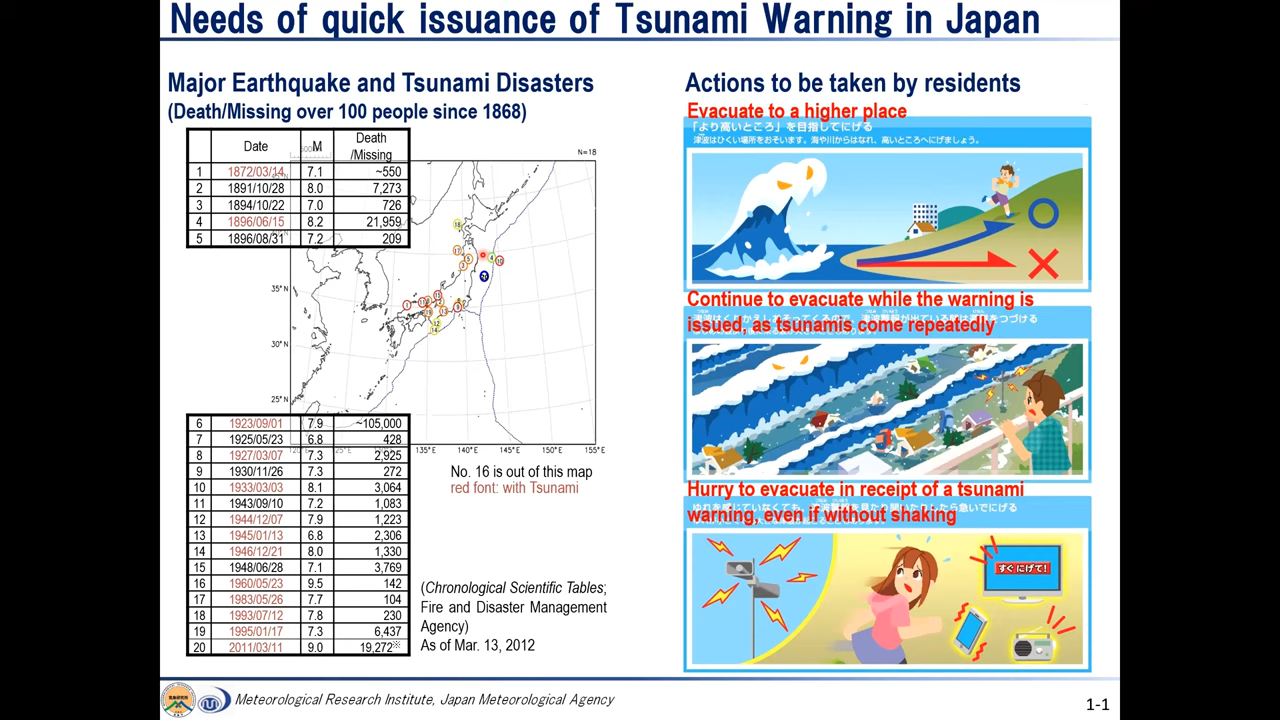 Needs of quick issuance of Tsunami Warning in Japan
Major Earthquake and Tsunami Disasters
(Death/Missing over 100 people since 1868)
Date M Death /Missing
1 1872/03/14 7.1 ~550
2 1891/10/28 8.0 7,273
3 1894/10/22 7.0 726
4 1896/06/15 8.2 21,959
5 1896/08/31 7.2 209
N=18
35° N
30° N
25° N
6 1923/09/01 7.9 ~105,000
7 1925/05/23 6.8 428
8 1927/03/07 7.3 2,925
9 1930/11/26 7.3 272
10 1933/03/03 8.1 3,064
11 1943/09/10 7.2 1,083
12 1944/12/07 7.9 1,223
13 1945/01/13 6.8 2,306
14 1946/12/21 8.0 1,330
15 1948/06/28 7.1 3,769
16 1960/05/23 9.5 142
17 1983/05/26 7.7 104
18 1993/07/12 7.8 230
19 1995/01/17 7.3 6,437
20 2011/03/11 9.0 19,272※
135° E 140° E 145° E 150° E 155° E
No. 16 is out of this map
red font: with Tsunami
(Chronological Scientific Tables;
Fire and Disaster Management
Agency)
As of Mar. 13, 2012
Actions to be taken by residents
Evacuate to a higher place
「より高いところ」を目指してにげる
津波はひくい場所をおそいます。海や川からはなれ、高いところへにげましょう。
Continue to evacuate while the warning is
issued, as tsunamis come repeatedly
Hurry to evacuate in receipt of a tsunami
warning, even if without shaking
すぐにげて!
Meteorological Research Institute, Japan Meteorological Agency
1-1